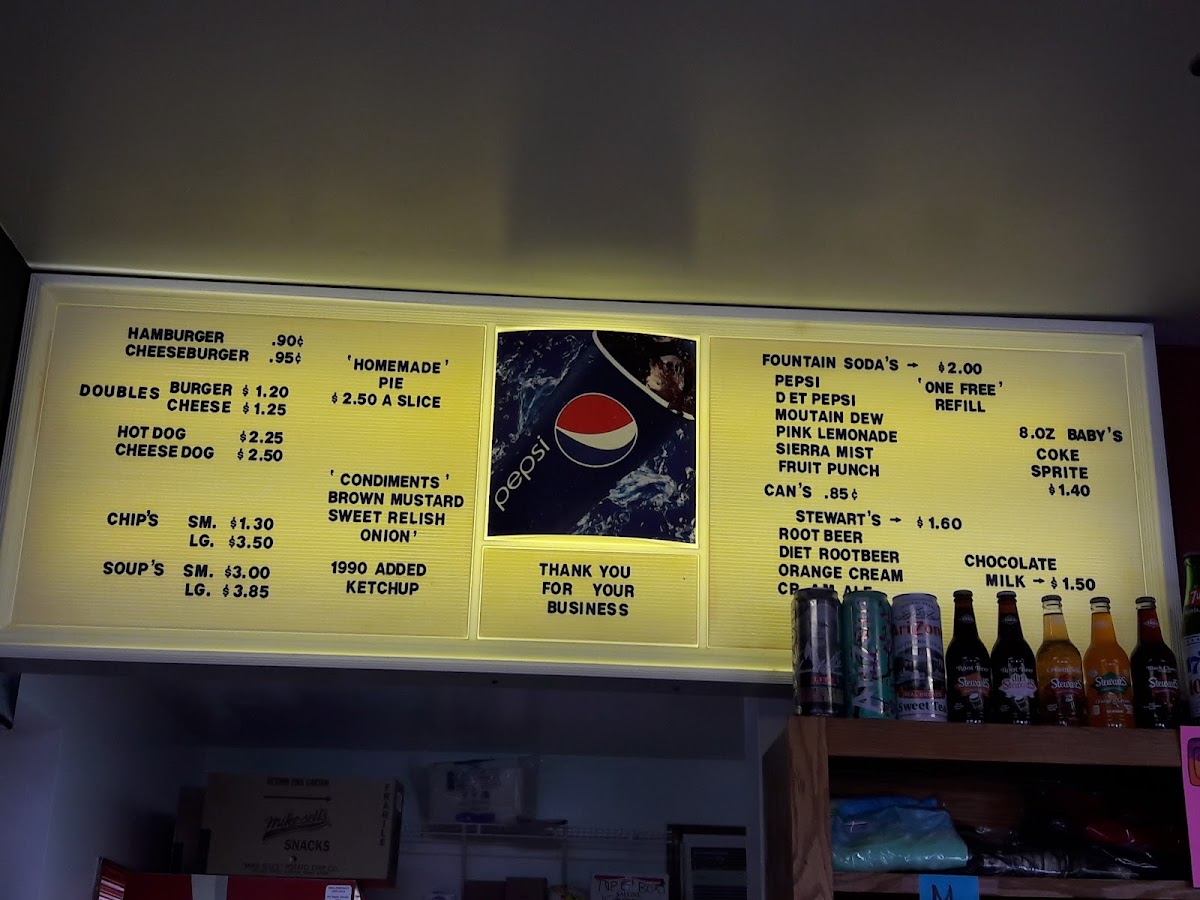 HAMBURGER .90¢
CHEESEBURGER .95¢
DOUBLES BURGER $1.20
CHEESE $1.25
HOT DOG $2.25
CHEESE DOG $2.50
CHIP'S SM. $1.30
LG. $3.50
SOUP'S SM. $3.00
LG. $3.85
'HOMEMADE'
PIE
$2.50 A SLICE
'CONDIMENTS'
BROWN MUSTARD
SWEET RELISH
ONION'
1990 ADDED
KETCHUP
pepsi
THANK YOU
FOR YOUR
BUSINESS
FOUNTAIN SODA'S → $2.00
PEPSI
D ET PEPSI
MOUTAIN DEW
PINK LEMONADE
SIERRA MIST
FRUIT PUNCH
'ONE FREE'
REFILL
CAN'S .85¢
STEWART'S → $1.60
ROOT BEER
DIET ROOTBEER
ORANGE CREAM
8.OZ BABY'S
COKE
SPRITE
$1.40
CHOCOLATE
MILK → $1.50
AriZona
Sweet Tea
Root Beer
Stewart's
Stewart's
Stewart's
Stewart's
Stewart's
FRAGILE
Mike-sell's
SNACKS
M